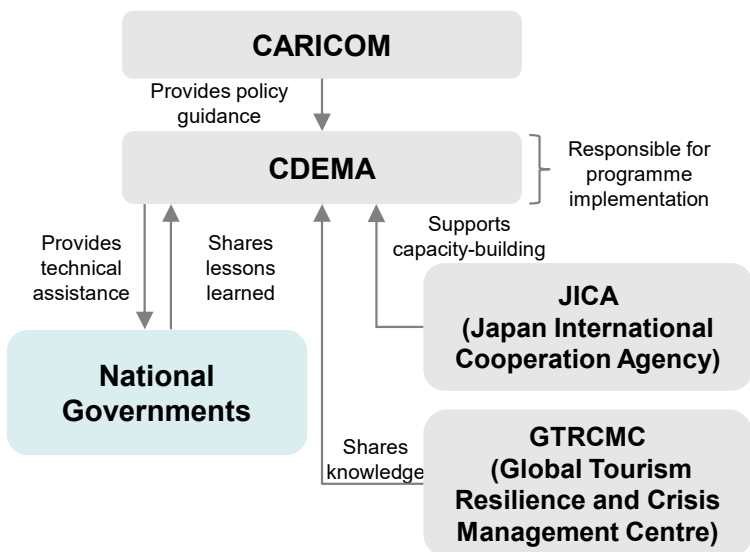 CARICOM
Provides policy
guidance
CDEMA
Responsible for
programme
implementation
Provides
technical
assistance
Shares
lessons
learned
Supports
capacity-building
JICA
(Japan International
Cooperation Agency)
National
Governments
Shares
knowledge
GTRCMC
(Global Tourism
Resilience and Crisis
Management Centre)